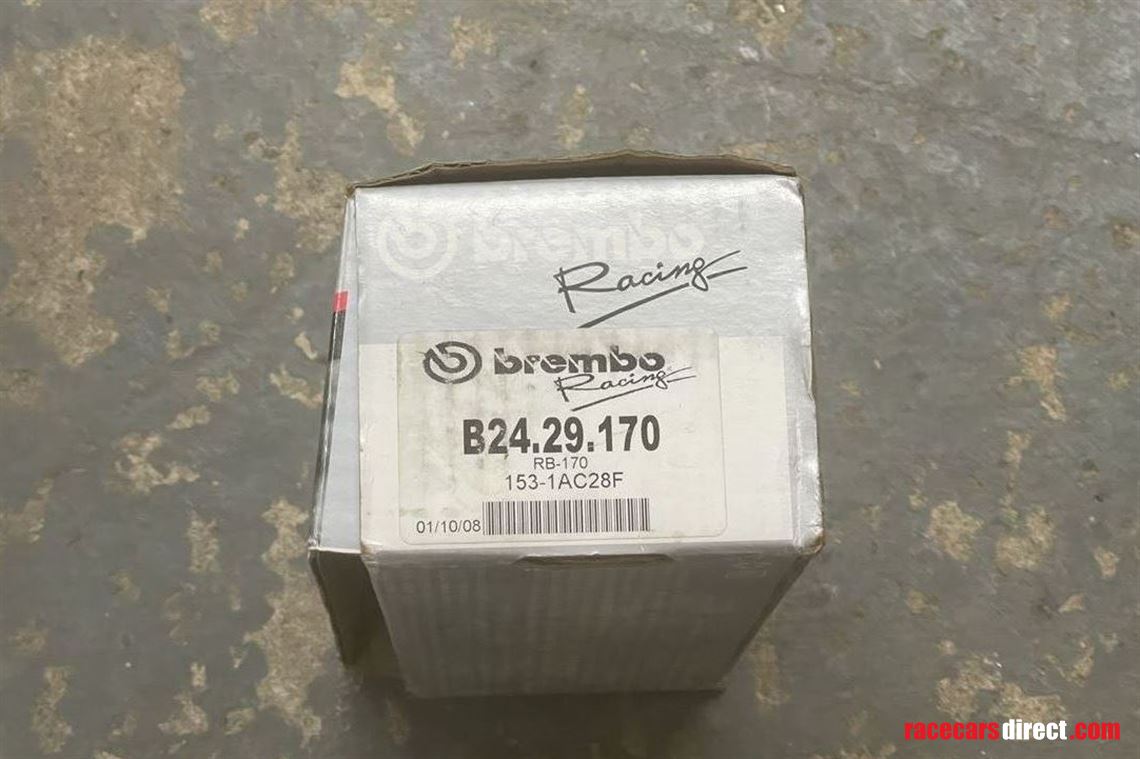 brembo
Racing
brembo
Racing
B24.29.170
RB-170
153-1AC28F
01/10/08
racecarsdirect.com